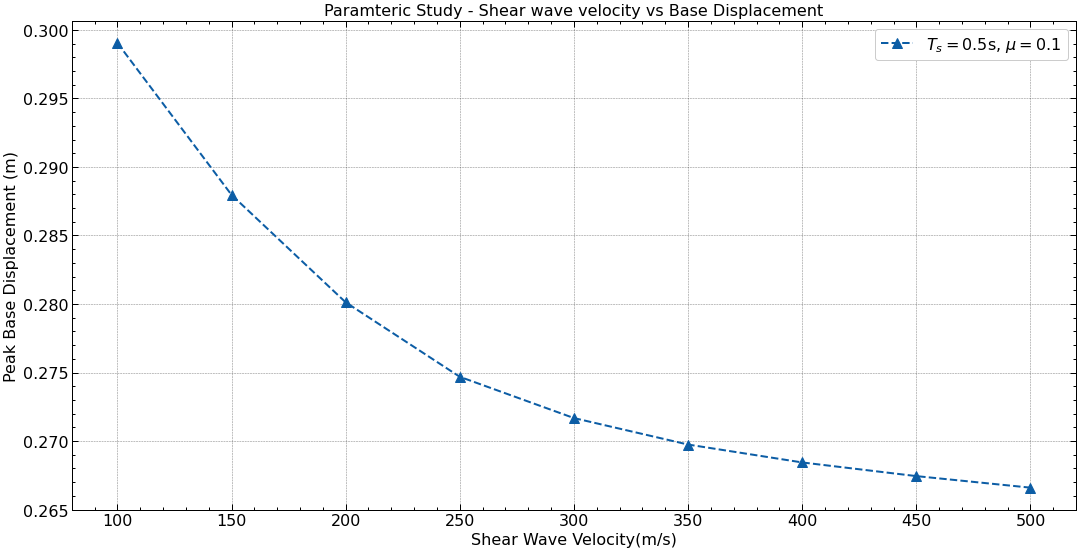 Paramteric Study - Shear wave velocity vs Base Displacement
T_s = 0.5s, μ = 0.1
Peak Base Displacement (m)
0.300
0.295
0.290
0.285
0.280
0.275
0.270
0.265
100 150 200 250 300 350 400 450 500
Shear Wave Velocity(m/s)